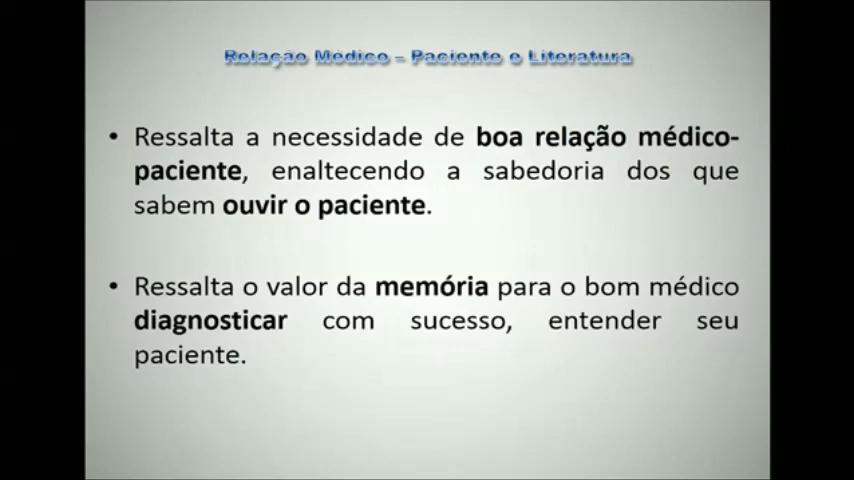 Relação Médico – Paciente e Literatura
• Ressalta a necessidade de boa relação médico-
paciente, enaltecendo a sabedoria dos que
sabem ouvir o paciente.
• Ressalta o valor da memória para o bom médico
diagnosticar com sucesso, entender seu
paciente.